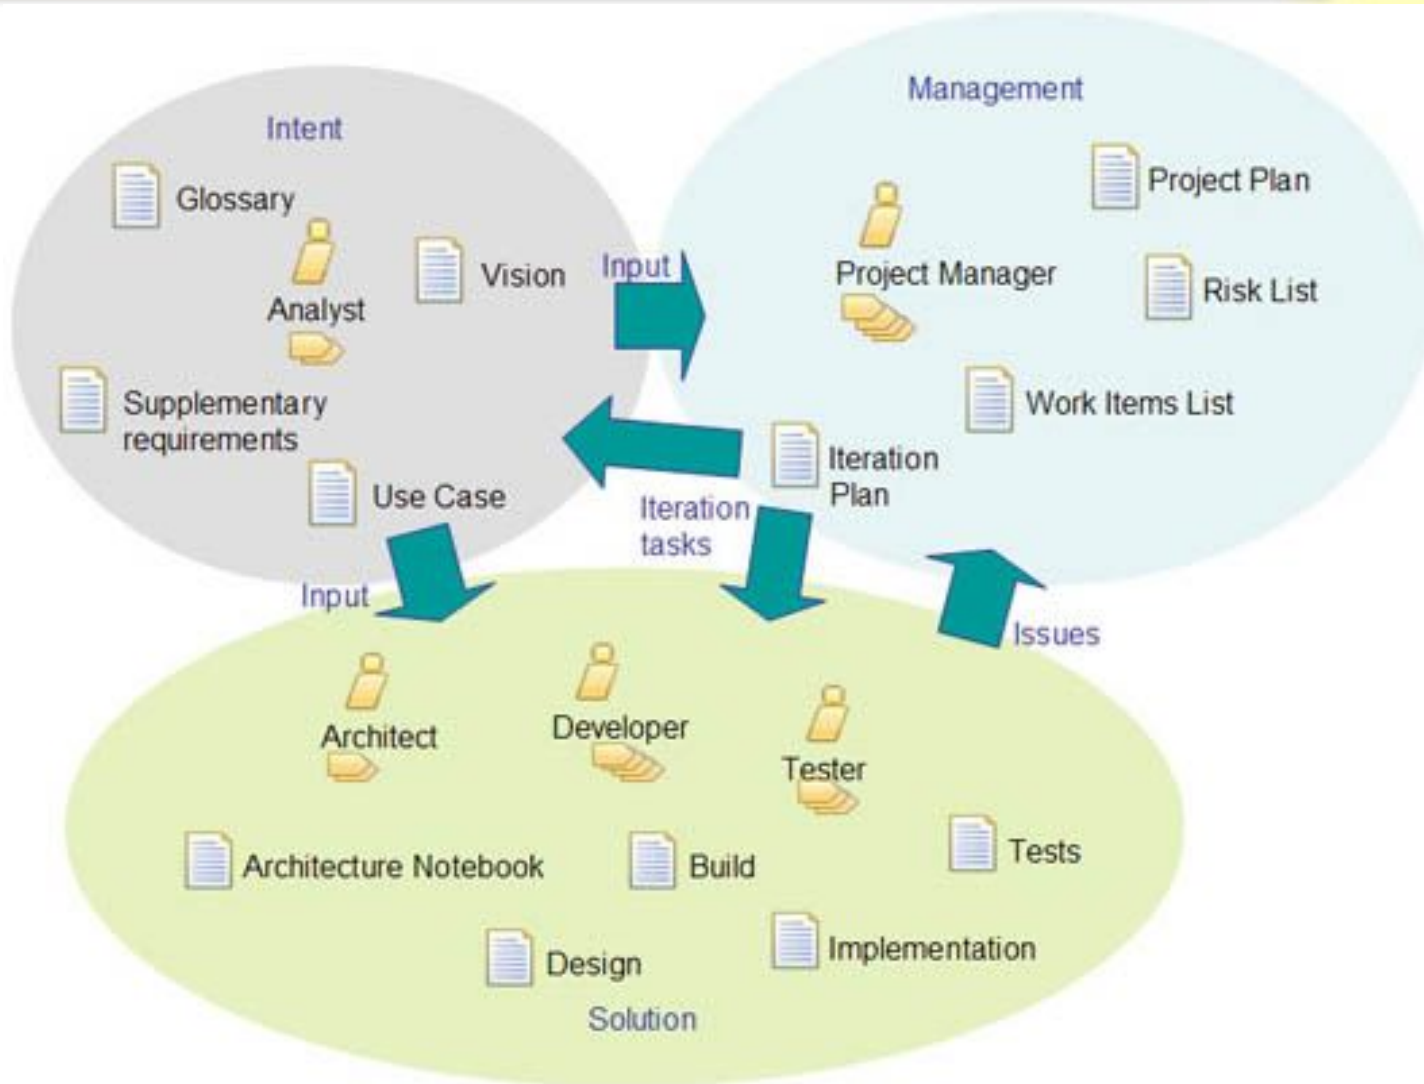 Intent
Glossary
Analyst
Vision
Supplementary
requirements
Use Case
Input
Management
Project Manager
Project Plan
Risk List
Work Items List
Iteration
Plan
Iteration
tasks
Input
Issues
Architect
Developer
Tester
Architecture Notebook
Build
Tests
Design
Implementation
Solution